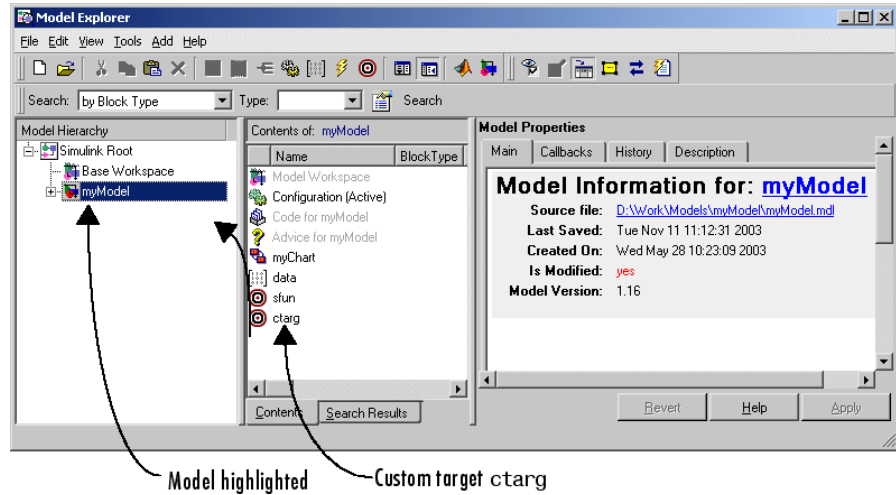 Model Explorer
File Edit View Tools Add Help
Search: by Block Type Type: Search
Model Hierarchy
Simulink Root
Base Workspace
myModel
Contents of: myModel
Name BlockType
Model Workspace
Configuration (Active)
Code for myModel
Advice for myModel
myChart
data
sfun
ctarg
Contents Search Results
Model Properties
Main Callbacks History Description
Model Information for: myModel
Source file: D:\Work\Models\myModel\myModel.mdl
Last Saved: Tue Nov 11 11:12:31 2003
Created On: Wed May 28 10:23:09 2003
Is Modified: yes
Model Version: 1.16
Revert Help Apply
Model highlighted
Custom target ctarg